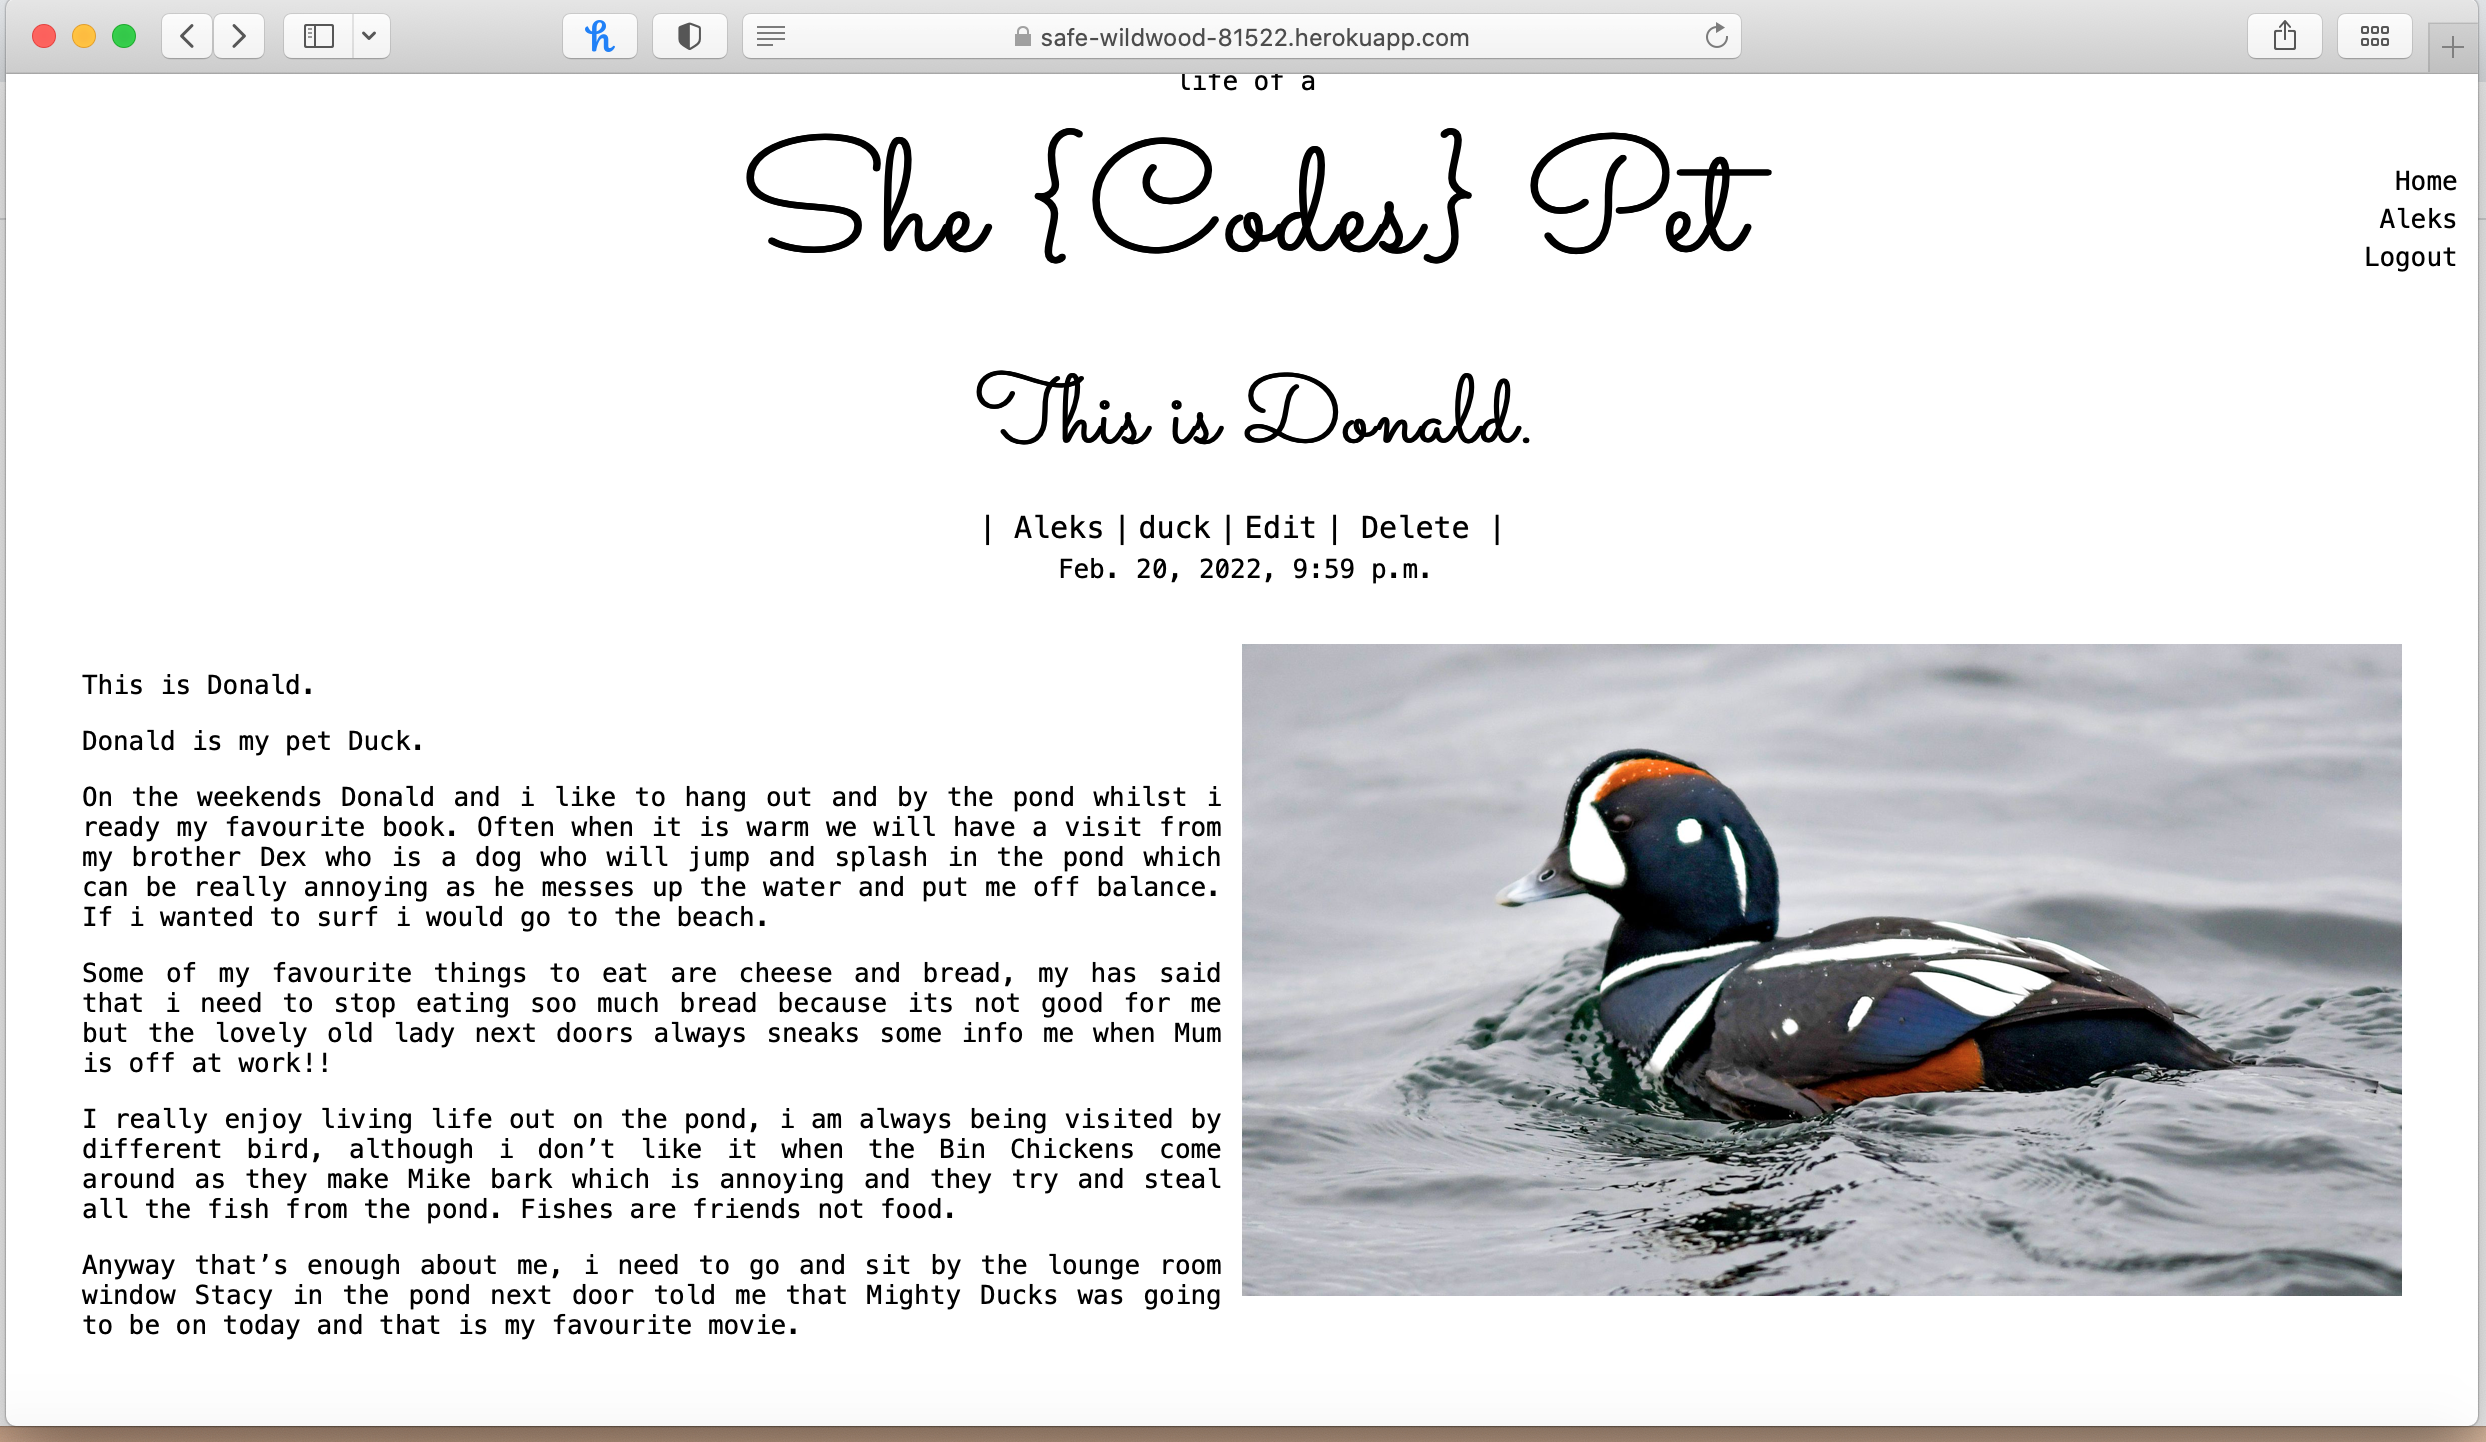 safe-wildwood-81522.herokuapp.com
life of a
She {Codes} Pet
Home
Aleks
Logout
This is Donald.
| Aleks | duck | Edit | Delete |
Feb. 20, 2022, 9:59 p.m.
This is Donald.
Donald is my pet Duck.
On the weekends Donald and i like to hang out and by the pond whilst i
ready my favourite book. Often when it is warm we will have a visit from
my brother Dex who is a dog who will jump and splash in the pond which
can be really annoying as he messes up the water and put me off balance.
If i wanted to surf i would go to the beach.
Some of my favourite things to eat are cheese and bread, my has said
that i need to stop eating soo much bread because its not good for me
but the lovely old lady next doors always sneaks some info me when Mum
is off at work!!
I really enjoy living life out on the pond, i am always being visited by
different bird, although i don’t like it when the Bin Chickens come
around as they make Mike bark which is annoying and they try and steal
all the fish from the pond. Fishes are friends not food.
Anyway that’s enough about me, i need to go and sit by the lounge room
window Stacy in the pond next door told me that Mighty Ducks was going
to be on today and that is my favourite movie.